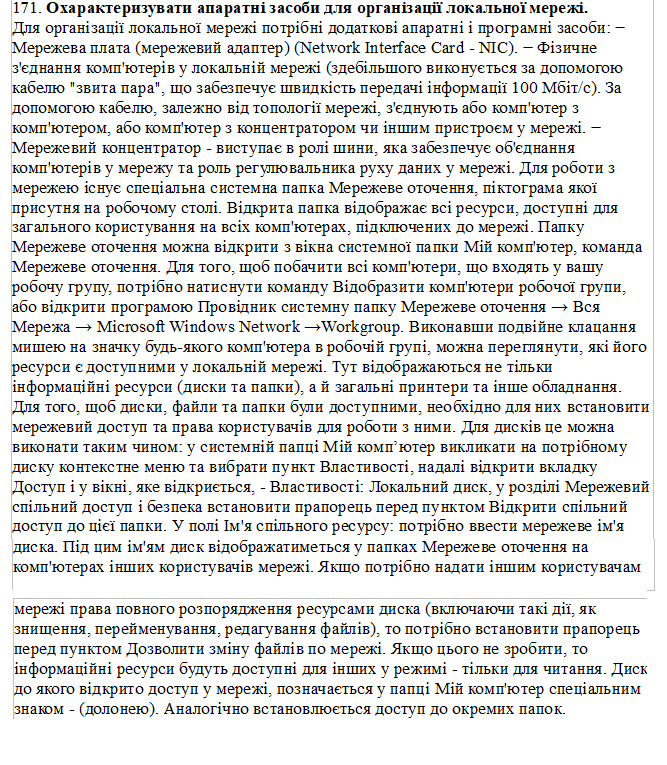 171. Охарактеризувати апаратні засоби для організації локальної мережі.
Для організації локальної мережі потрібні додаткові апаратні і програмні засоби: −
Мережева плата (мережевий адаптер) (Network Interface Card - NIC). − Фізичне
з'єднання комп'ютерів у локальній мережі (здебільшого виконується за допомогою
кабелю "звита пара", що забезпечує швидкість передачі інформації 100 Мбіт/с). За
допомогою кабелю, залежно від топології мережі, з'єднують або комп'ютер з
комп'ютером, або комп'ютер з концентратором чи іншим пристроєм у мережі. −
Мережевий концентратор - виступає в ролі шини, яка забезпечує об'єднання
комп'ютерів у мережу та роль регулювальника руху даних у мережі. Для роботи з
мережею існує спеціальна системна папка Мережеве оточення, піктограма якої
присутня на робочому столі. Відкрита папка відображає всі ресурси, доступні для
загального користування на всіх комп'ютерах, підключених до мережі. Папку
Мережеве оточення можна відкрити з вікна системної папки Мій комп'ютер, команда
Мережеве оточення. Для того, щоб побачити всі комп'ютери, що входять у вашу
робочу групу, потрібно натиснути команду Відобразити комп'ютери робочої групи,
або відкрити програмою Провідник системну папку Мережеве оточення → Вся
Мережа → Microsoft Windows Network →Workgroup. Виконавши подвійне клацання
мишею на значку будь-якого комп'ютера в робочій групі, можна переглянути, які його
ресурси є доступними у локальній мережі. Тут відображаються не тільки
інформаційні ресурси (диски та папки), а й загальні принтери та інше обладнання.
Для того, щоб диски, файли та папки були доступними, необхідно для них встановити
мережевий доступ та права користувачів для роботи з ними. Для дисків це можна
виконати таким чином: у системній папці Мій комп’ютер викликати на потрібному
диску контекстне меню та вибрати пункт Властивості, надалі відкрити вкладку
Доступ і у вікні, яке відкриється, - Властивості: Локальний диск, у розділі Мережевий
спільний доступ і безпека встановити прапорець перед пунктом Відкрити спільний
доступ до цієї папки. У полі Ім'я спільного ресурсу: потрібно ввести мережеве ім'я
диска. Під цим ім'ям диск відображатиметься у папках Мережеве оточення на
комп'ютерах інших користувачів мережі. Якщо потрібно надати іншим користувачам
мережі права повного розпорядження ресурсами диска (включаючи такі дії, як
знищення, перейменування, редагування файлів), то потрібно встановити прапорець
перед пунктом Дозволити зміну файлів по мережі. Якщо цього не зробити, то
інформаційні ресурси будуть доступні для інших у режимі - тільки для читання. Диск
до якого відкрито доступ у мережі, позначається у папці Мій комп'ютер спеціальним
знаком - (долонею). Аналогічно встановлюється доступ до окремих папок.